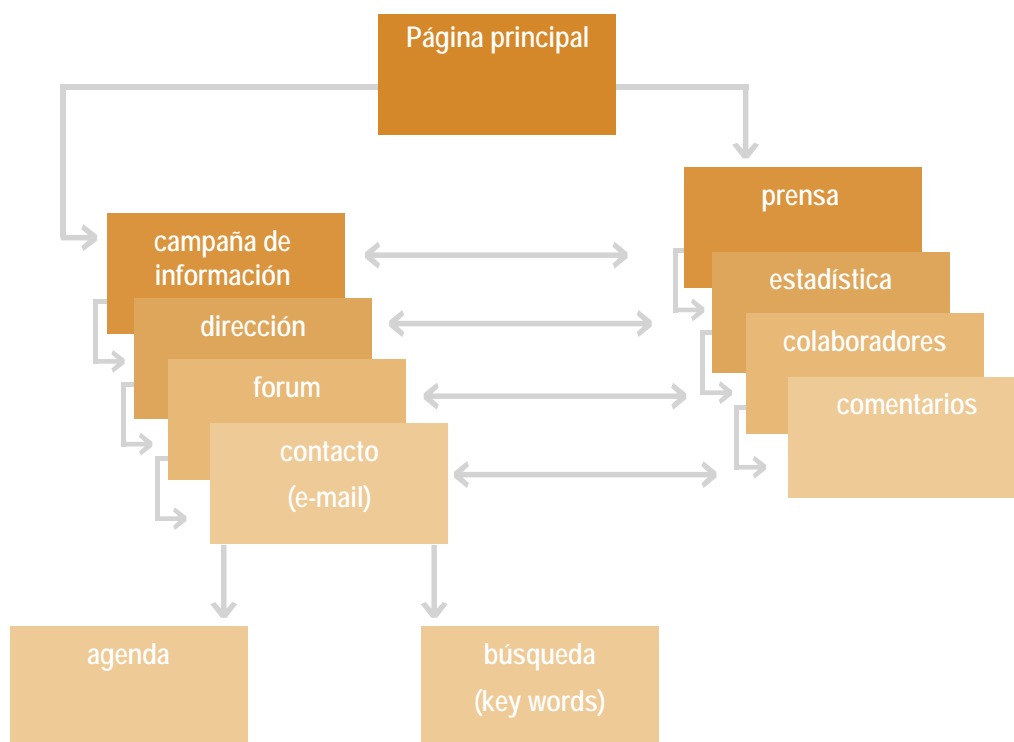 Página principal
prensa
campaña de
información
estadística
dirección
colaboradores
forum
comentarios
contacto
(e-mail)
agenda
búsqueda
(key words)